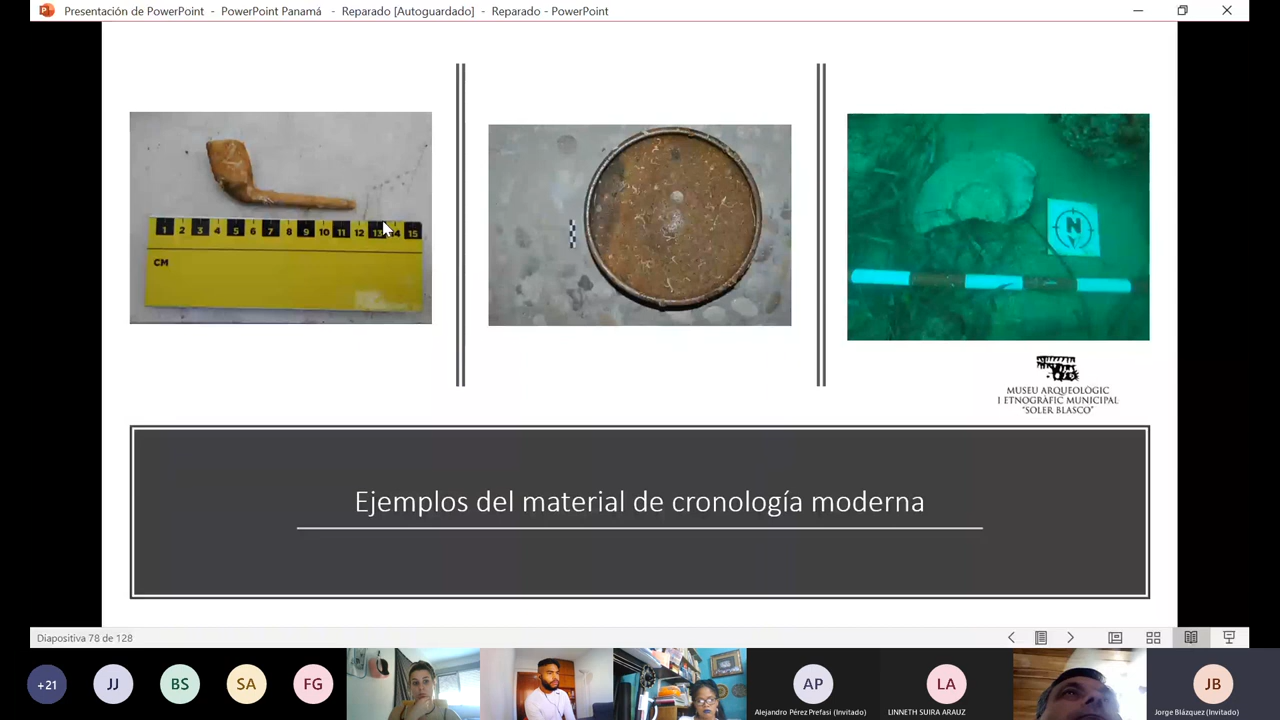 Presentación de PowerPoint - PowerPoint Panamá - Reparado [Autoguardado] - Reparado - PowerPoint
1 2 3 4 5 6 7 8 9 10 11 12 13 14 15
CM
N
MUSEU ARQUEOLÒGIC
I ETNOGRÀFIC MUNICIPAL
"SOLER BLASCO"
Ejemplos del material de cronología moderna
Diapositiva 78 de 128
+21
JJ
BS
SA
FG
AP
Alejandro Pérez Prefasi (Invitado)
LA
LINNETH SUIRA ARAUZ
JB
Jorge Blázquez (Invitado)